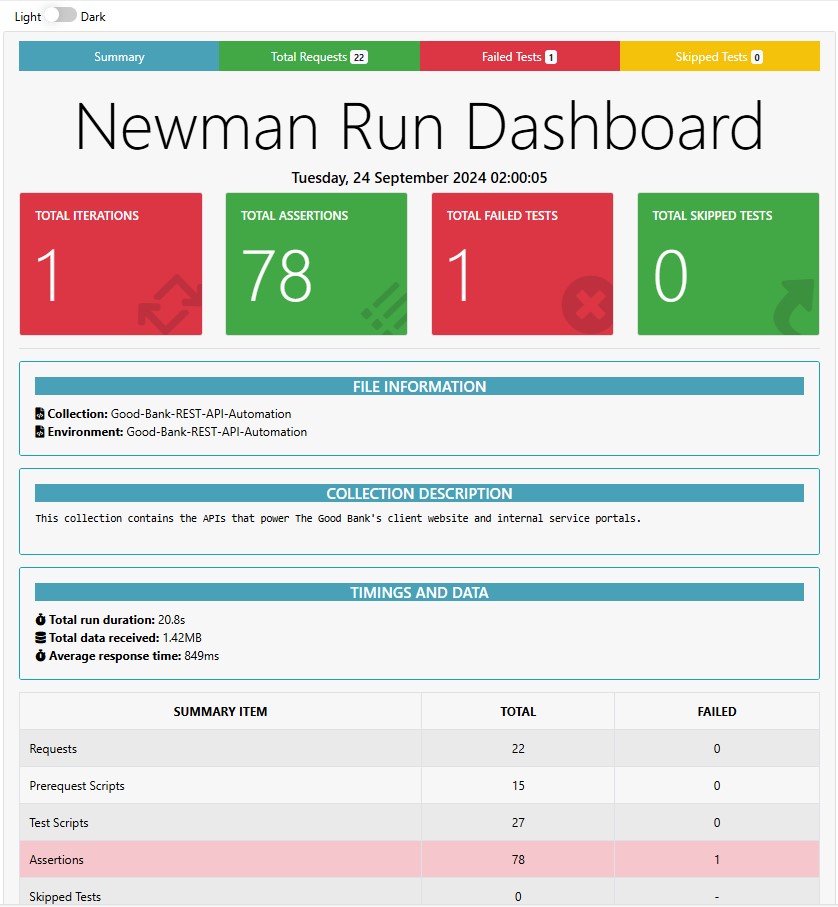 Light Dark
Summary Total Requests 22 Failed Tests 1 Skipped Tests 0
Newman Run Dashboard
Tuesday, 24 September 2024 02:00:05
TOTAL ITERATIONS TOTAL ASSERTIONS TOTAL FAILED TESTS TOTAL SKIPPED TESTS
1 78 1 0
FILE INFORMATION
Collection: Good-Bank-REST-API-Automation
Environment: Good-Bank-REST-API-Automation
COLLECTION DESCRIPTION
This collection contains the APIs that power The Good Bank's client website and internal service portals.
TIMINGS AND DATA
Total run duration: 20.8s
Total data received: 1.42MB
Average response time: 849ms
SUMMARY ITEM TOTAL FAILED
Requests 22 0
Prerequest Scripts 15 0
Test Scripts 27 0
Assertions 78 1
Skipped Tests 0 -